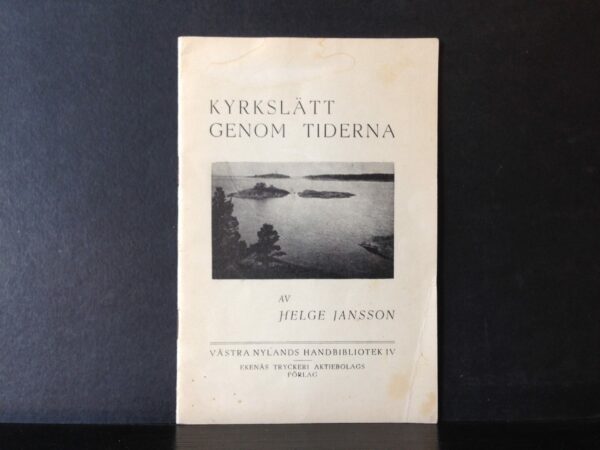 KYRKSLÄTT
GENOM TIDERNA
AV
HELGE JANSSON
VÄSTRA NYLANDS HANDBIBLIOTEK IV
EKENÄS TRYCKERI AKTIEBOLAGS
FÖRLAG